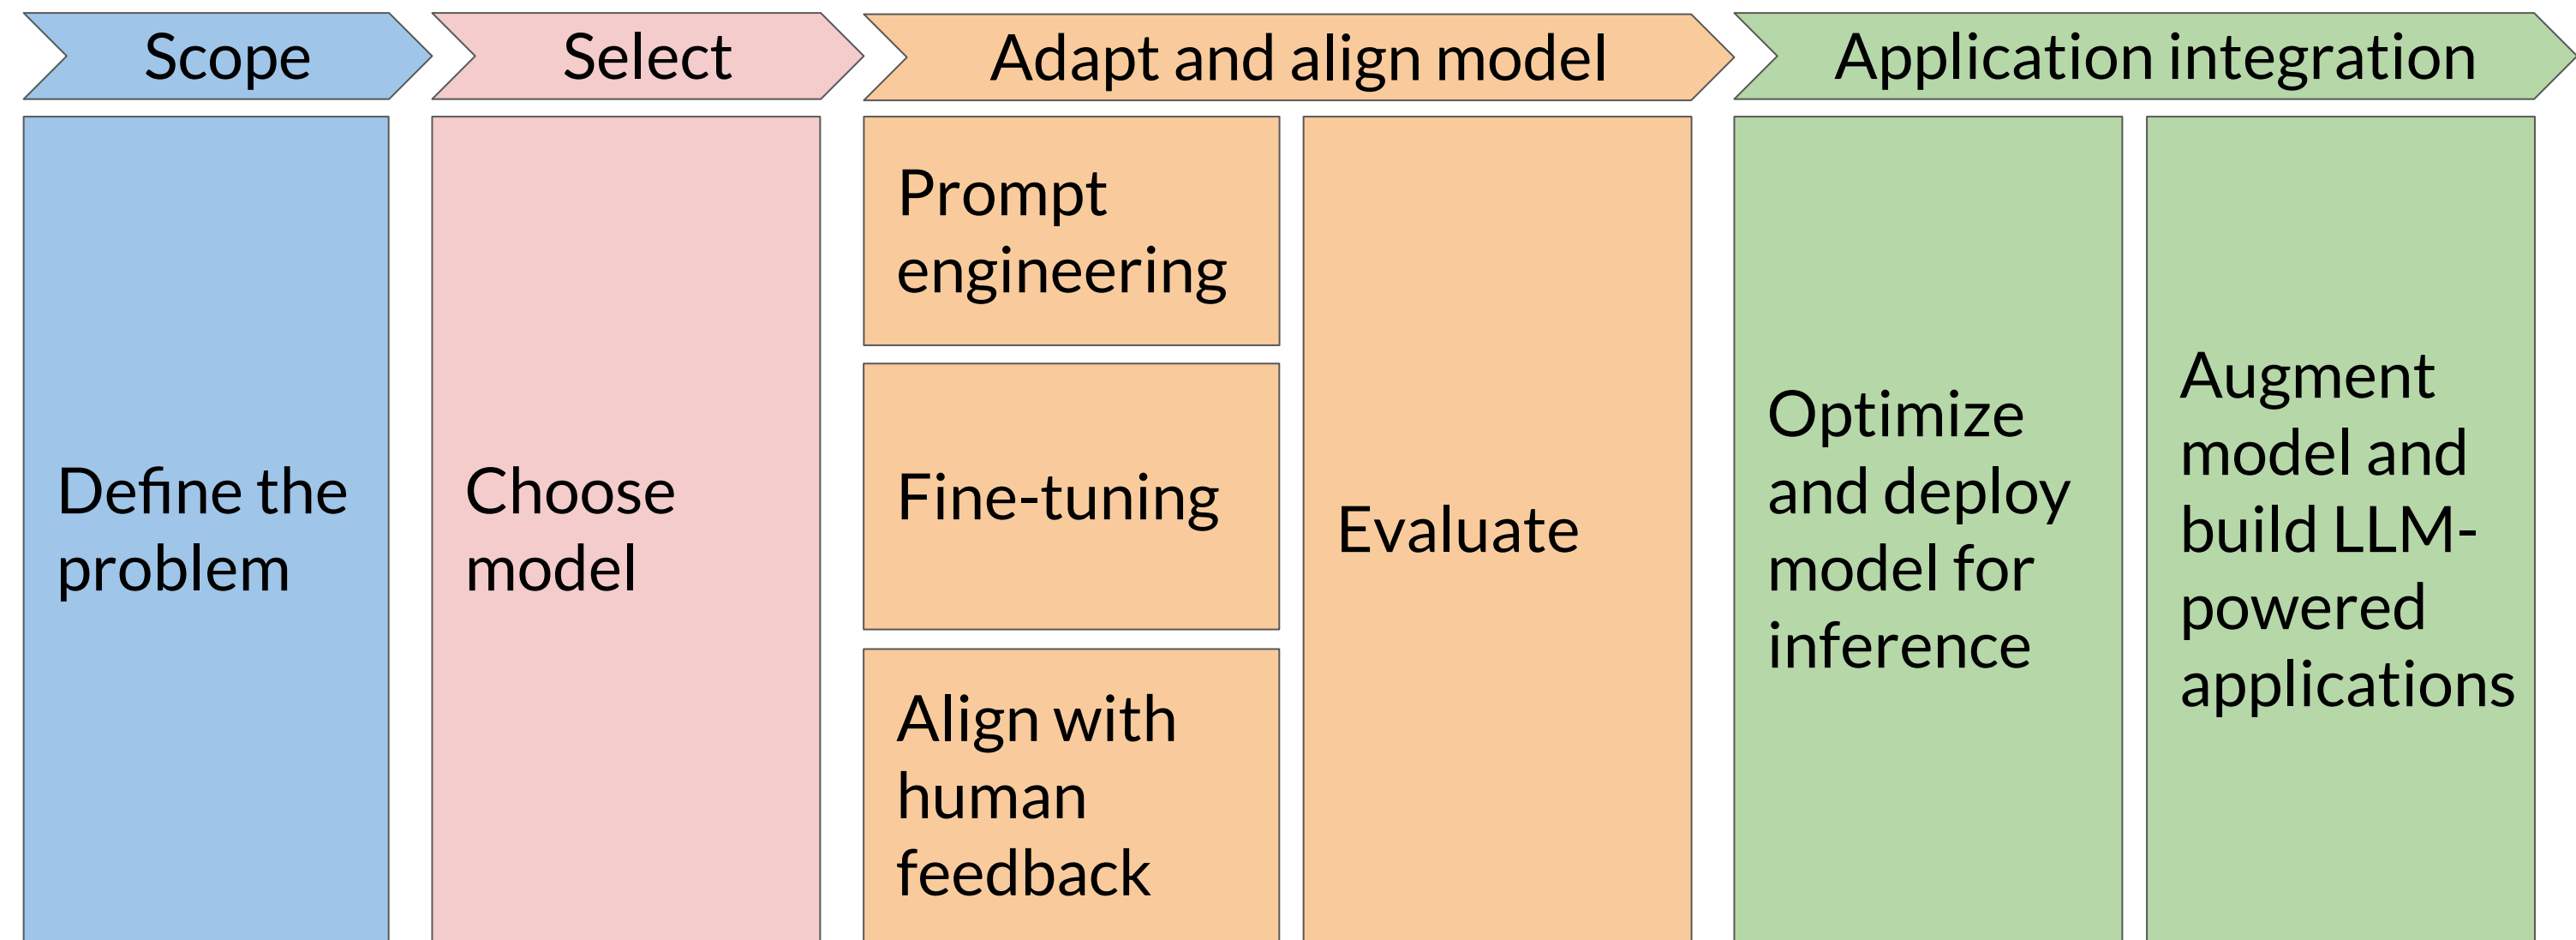 Scope
Select
Adapt and align model
Application integration
Define the
problem
Choose
model
Prompt
engineering
Fine-tuning
Align with
human
feedback
Evaluate
Optimize
and deploy
model for
inference
Augment
model and
build LLM-
powered
applications